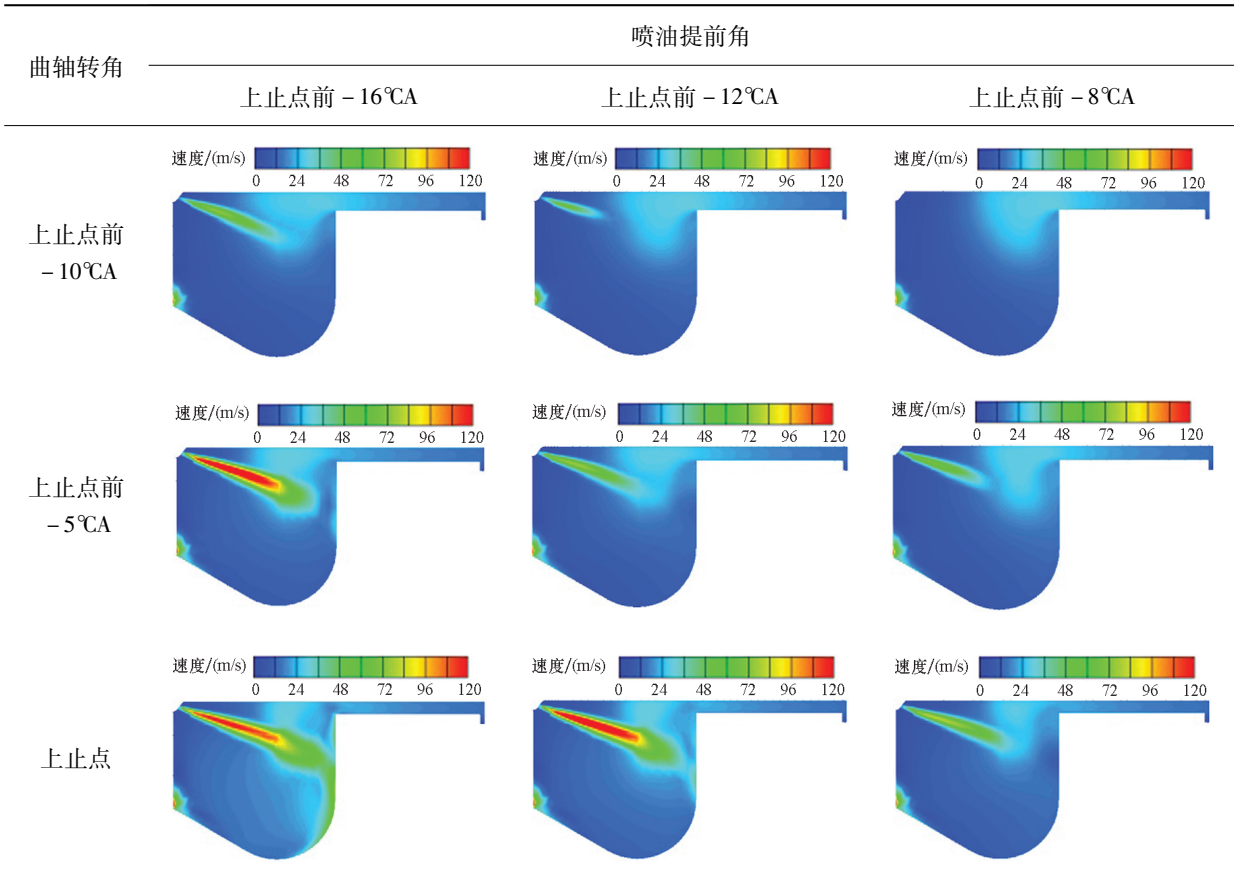 喷油提前角
曲轴转角
上止点前 -16℃A 上止点前 -12℃A 上止点前 -8℃A
速度/(m/s) 速度/(m/s) 速度/(m/s)
0 24 48 72 96 120 0 24 48 72 96 120 0 24 48 72 96 120
上止点前
-10℃A
速度/(m/s) 速度/(m/s) 速度/(m/s)
0 24 48 72 96 120 0 24 48 72 96 120 0 24 48 72 96 120
上止点前
-5℃A
速度/(m/s) 速度/(m/s) 速度/(m/s)
0 24 48 72 96 120 0 24 48 72 96 120 0 24 48 72 96 120
上止点